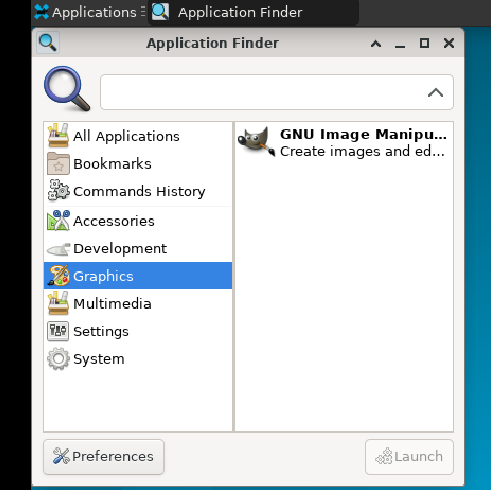 Applications
Application Finder
Application Finder
All Applications
Bookmarks
Commands History
Accessories
Development
Graphics
Multimedia
Settings
System
GNU Image Manipu...
Create images and ed...
Preferences
Launch